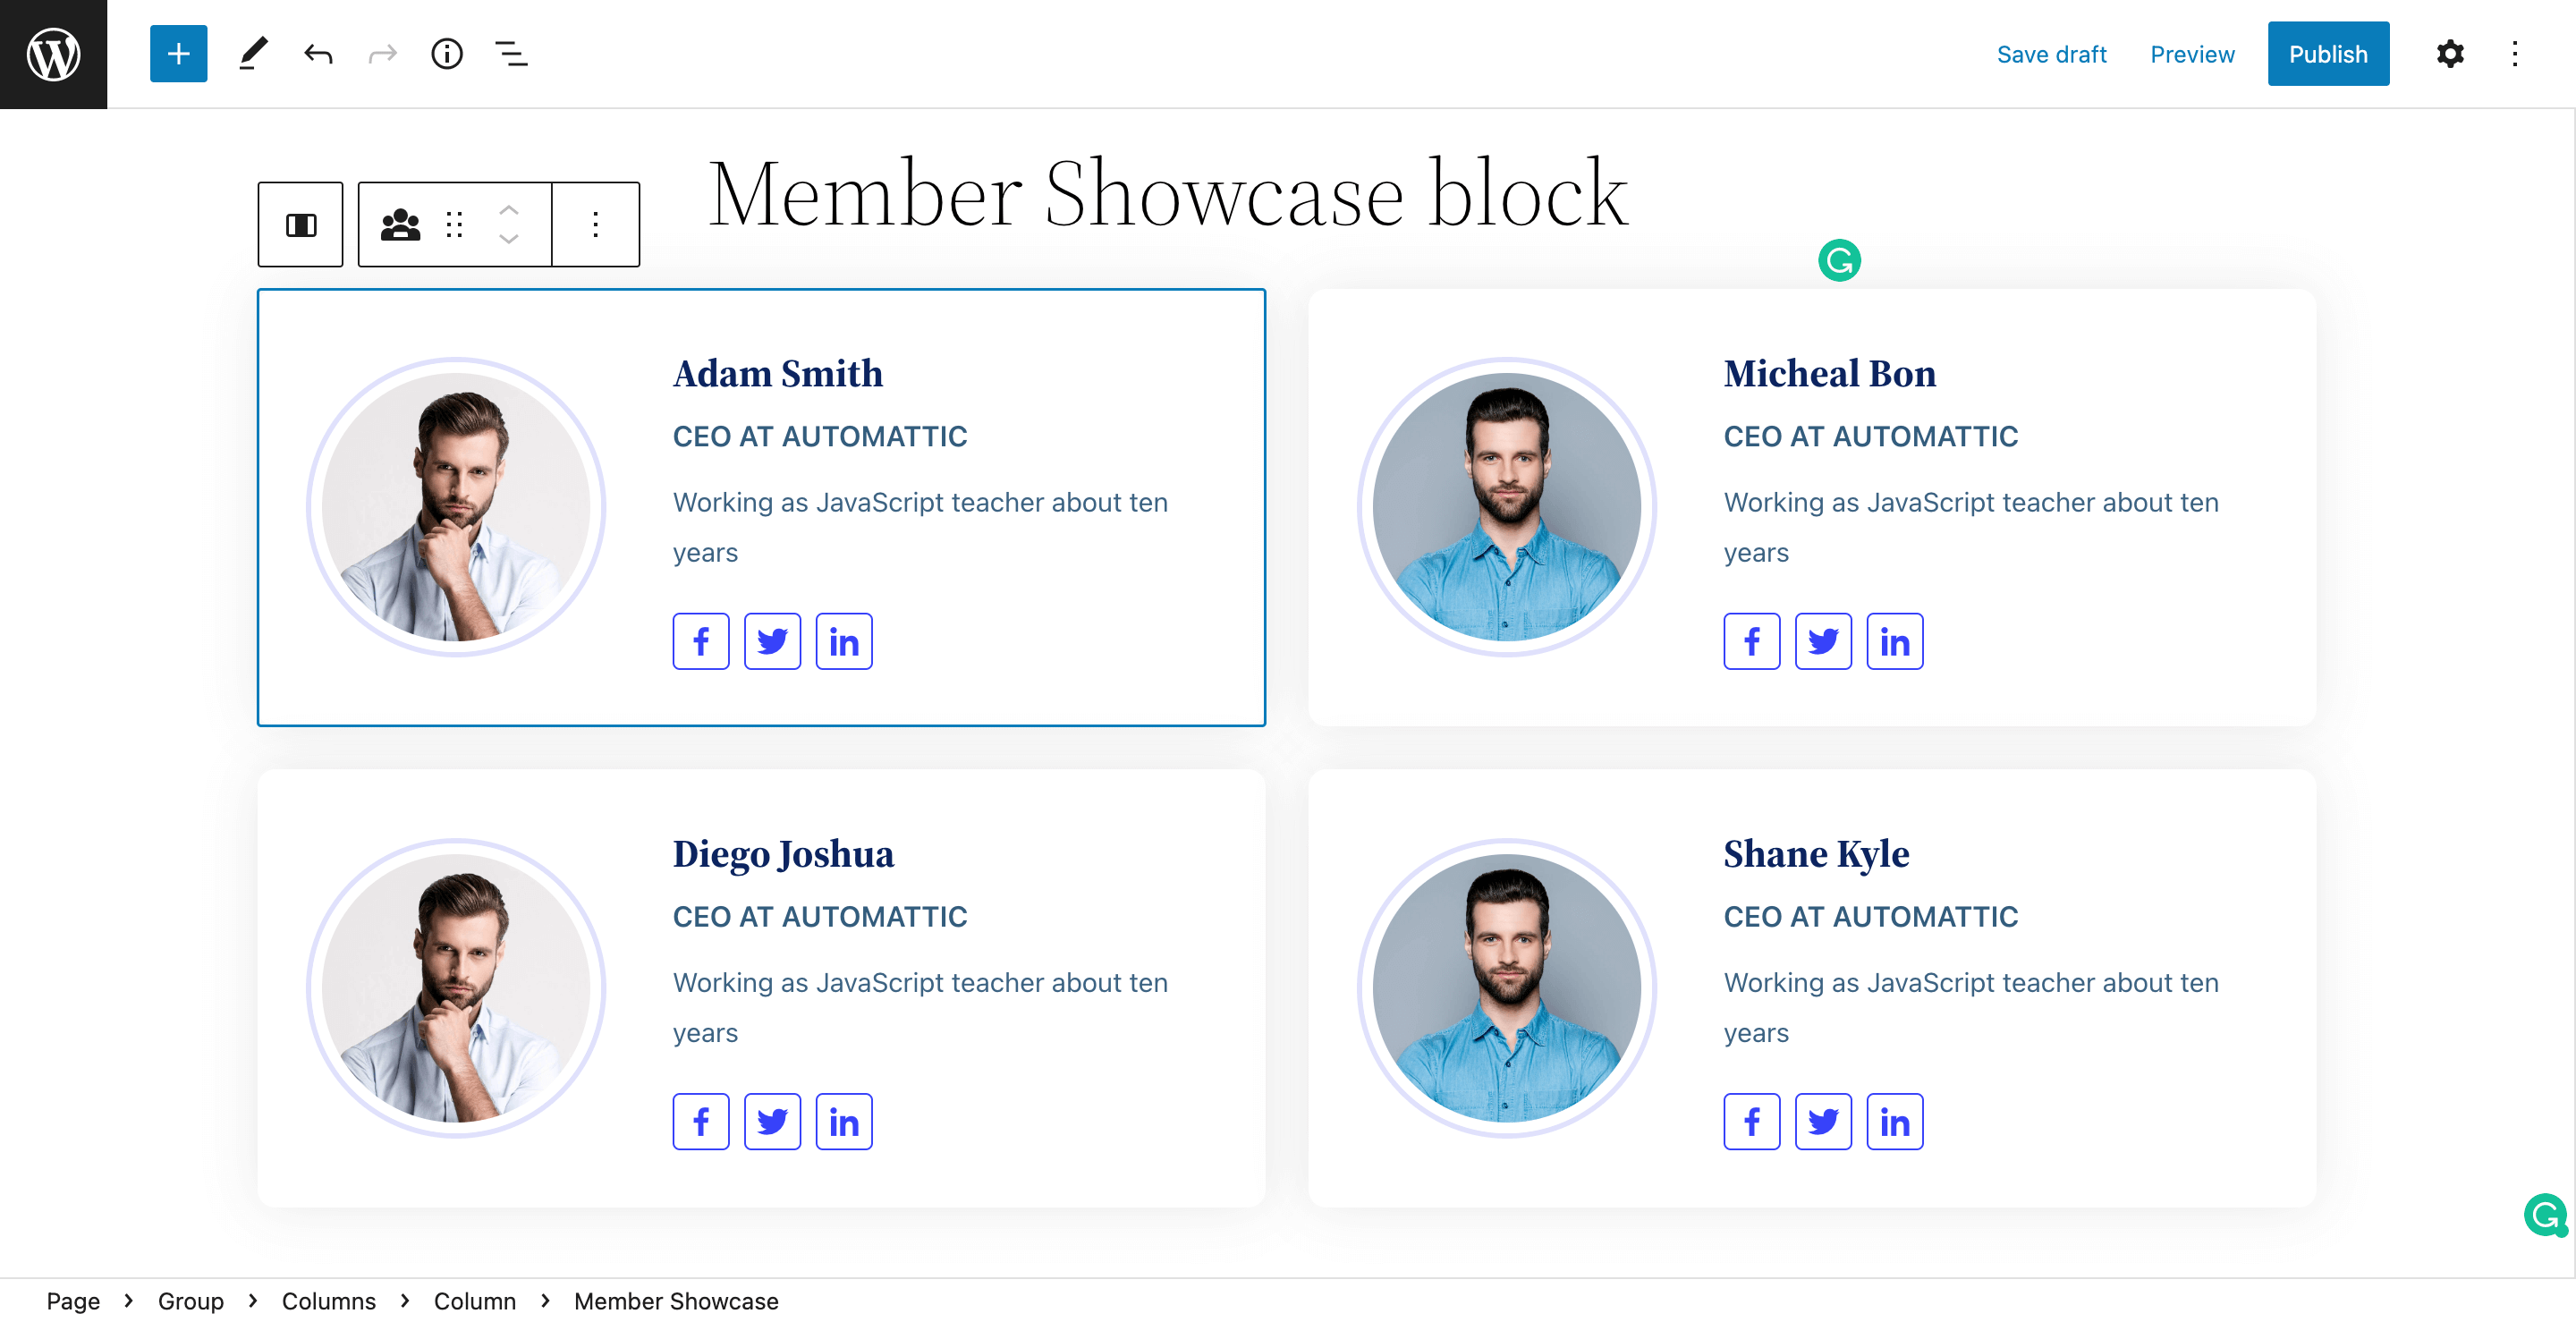 Save draft Preview Publish
Member Showcase block
Adam Smith
CEO AT AUTOMATTIC
Working as JavaScript teacher about ten
years
Micheal Bon
CEO AT AUTOMATTIC
Working as JavaScript teacher about ten
years
Diego Joshua
CEO AT AUTOMATTIC
Working as JavaScript teacher about ten
years
Shane Kyle
CEO AT AUTOMATTIC
Working as JavaScript teacher about ten
years
Page > Group > Columns > Column > Member Showcase